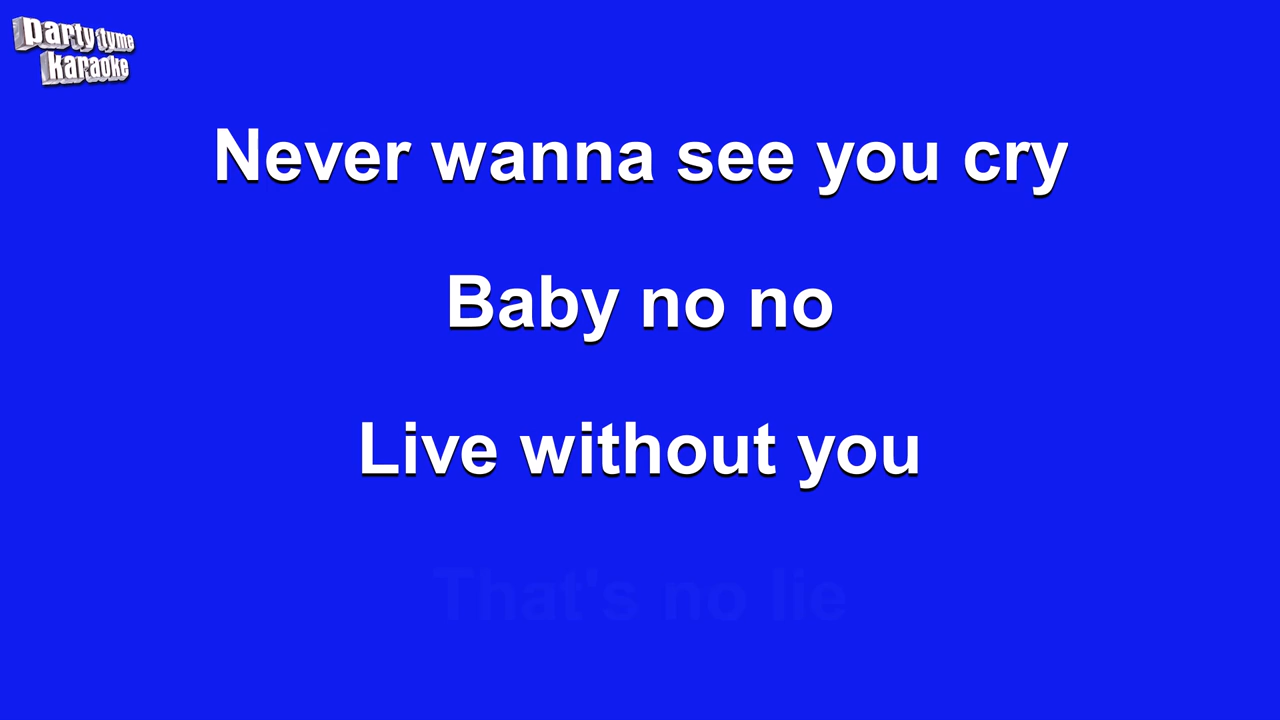 party tyme
karaoke
Never wanna see you cry
Baby no no
Live without you
That's no lie